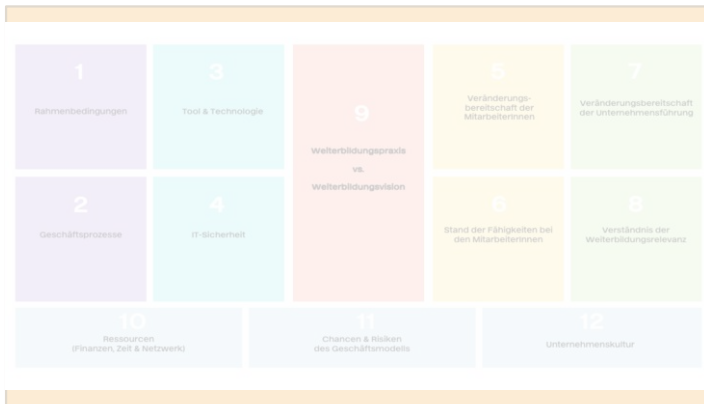 1
Rahmenbedingungen
3
Tool & Technologie
9
Weiterbildungspraxis
vs.
Weiterbildungsvision
5
Veränderungs-
bereitschaft der
MitarbeiterInnen
7
Veränderungsbereitschaft
der Unternehmensführung
2
Geschäftsprozesse
4
IT-Sicherheit
6
Stand der Fähigkeiten bei
den MitarbeiterInnen
8
Verständnis der
Weiterbildungsrelevanz
10
Ressourcen
(Finanzen, Zeit & Netzwerk)
11
Chancen & Risiken
des Geschäftsmodells
12
Unternehmenskultur